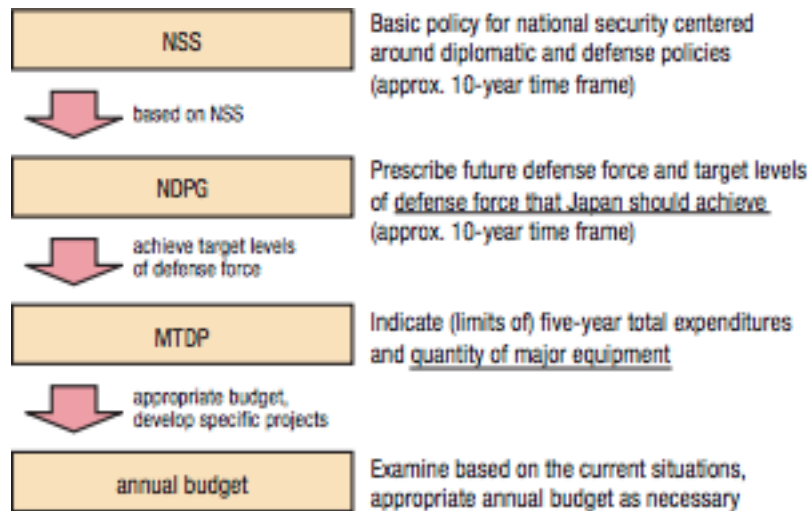 NSS
Basic policy for national security centered
around diplomatic and defense policies
(approx. 10-year time frame)
based on NSS
NDPG
Prescribe future defense force and target levels
of defense force that Japan should achieve
(approx. 10-year time frame)
achieve target levels
of defense force
MTDP
Indicate (limits of) five-year total expenditures
and quantity of major equipment
appropriate budget,
develop specific projects
annual budget
Examine based on the current situations,
appropriate annual budget as necessary